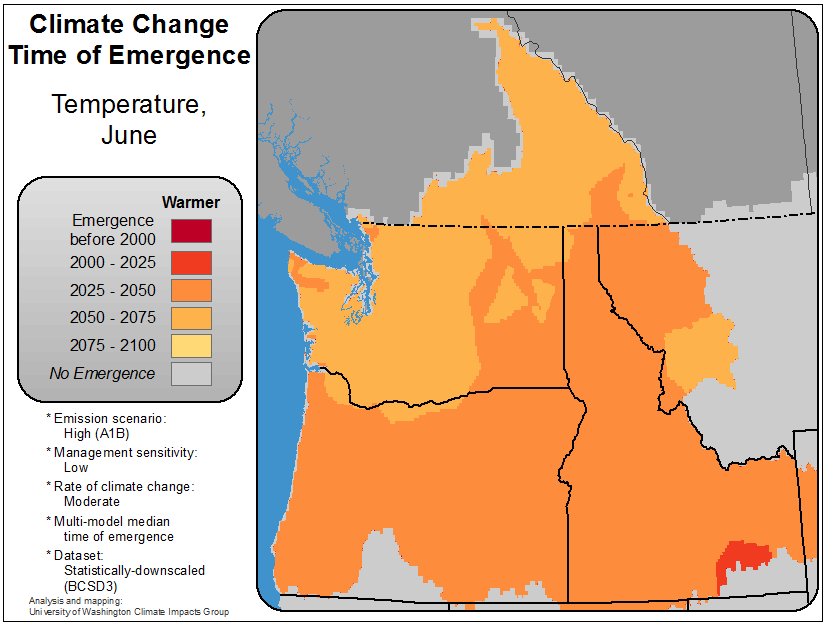 Climate Change
Time of Emergence
Temperature,
June
Warmer
Emergence
before 2000
2000 - 2025
2025 - 2050
2050 - 2075
2075 - 2100
No Emergence
* Emission scenario:
High (A1B)
* Management sensitivity:
Low
* Rate of climate change:
Moderate
* Multi-model median
time of emergence
* Dataset:
Statistically-downscaled
(BCSD3)
Analysis and mapping:
University of Washington Climate Impacts Group